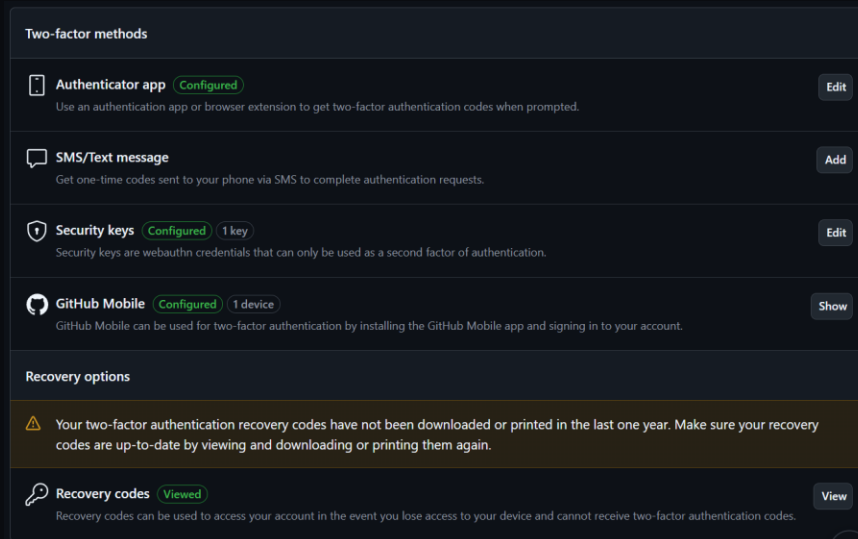 Two-factor methods
Authenticator app Configured
Edit
Use an authentication app or browser extension to get two-factor authentication codes when prompted.
SMS/Text message
Add
Get one-time codes sent to your phone via SMS to complete authentication requests.
Security keys Configured 1 key
Edit
Security keys are webauthn credentials that can only be used as a second factor of authentication.
GitHub Mobile Configured 1 device
Show
GitHub Mobile can be used for two-factor authentication by installing the GitHub Mobile app and signing in to your account.
Recovery options
Your two-factor authentication recovery codes have not been downloaded or printed in the last one year. Make sure your recovery
codes are up-to-date by viewing and downloading or printing them again.
Recovery codes Viewed
View
Recovery codes can be used to access your account in the event you lose access to your device and cannot receive two-factor authentication codes.